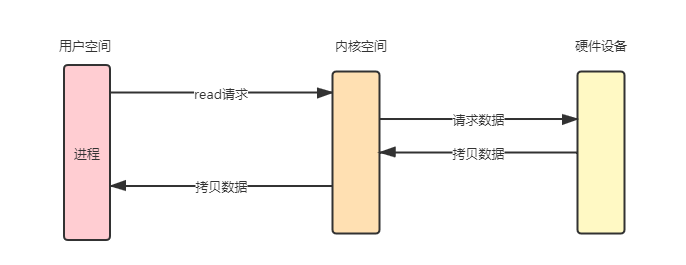 用户空间
内核空间
硬件设备
read请求
请求数据
进程
拷贝数据
拷贝数据